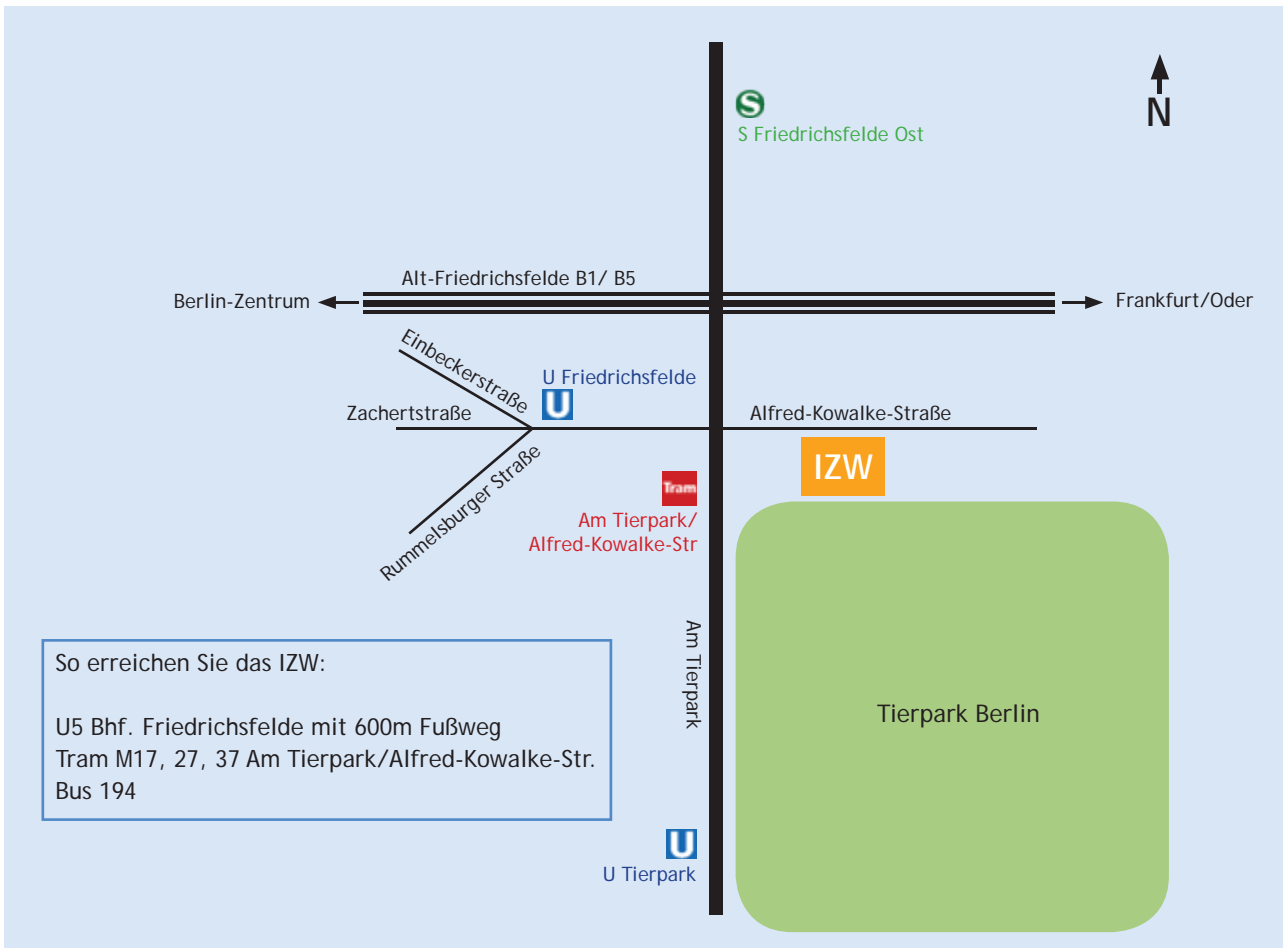 S
S Friedrichsfelde Ost
N
Alt-Friedrichsfelde B1/ B5
Berlin-Zentrum
Frankfurt/Oder
Einbeckerstraße
U Friedrichsfelde
U
Zachertstraße
Alfred-Kowalke-Straße
IZW
Rummelsburger Straße
Tram
Am Tierpark/
Alfred-Kowalke-Str
Am Tierpark
So erreichen Sie das IZW:
U5 Bhf. Friedrichsfelde mit 600m Fußweg
Tram M17, 27, 37 Am Tierpark/Alfred-Kowalke-Str.
Bus 194
Tierpark Berlin
U
U Tierpark